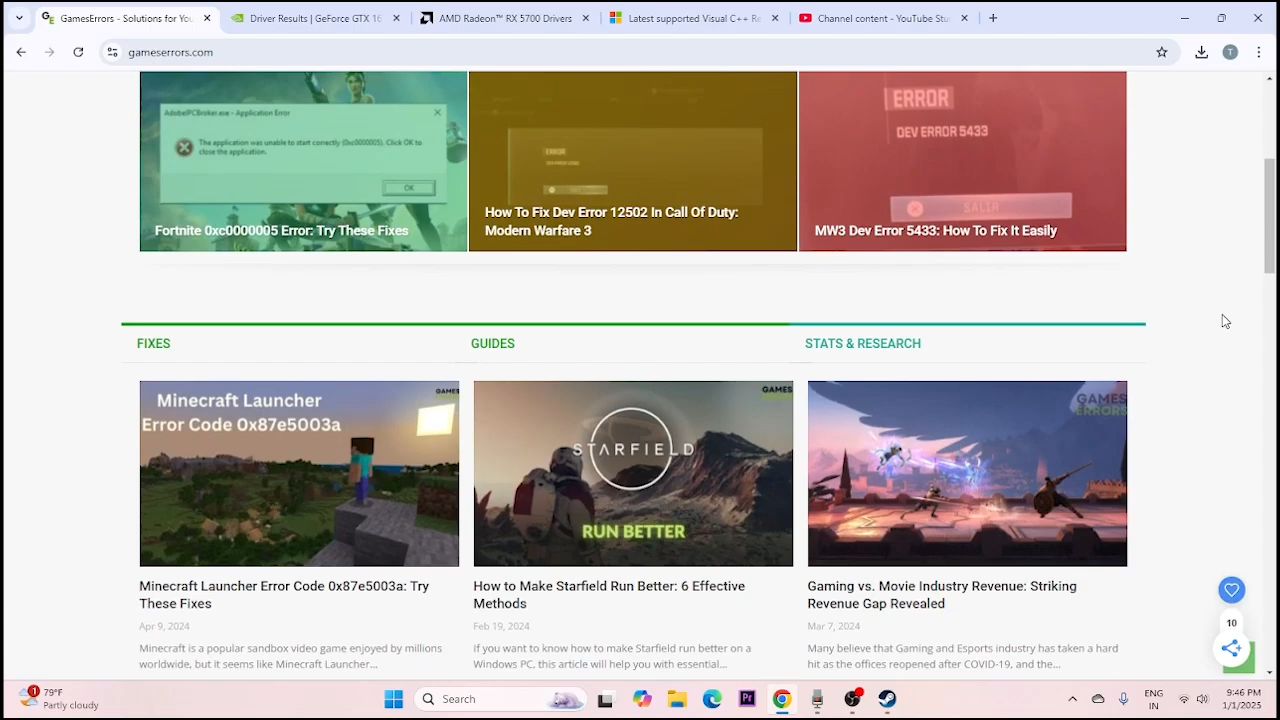 Games Errors - Solutions for You
Driver Results | GeForce GTX 16
AMD Radeon™ RX 5700 Drivers
Latest supported Visual C++ Re
Channel content - YouTube Stu
gameserrors.com
T
AdobeIPCBroker.exe - Application Error
The application was unable to start correctly (0xc0000005). Click OK to
close the application.
OK
Fortnite 0xc0000005 Error: Try These Fixes
ERROR
How To Fix Dev Error 12502 In Call Of Duty:
Modern Warfare 3
ERROR
DEV ERROR 5433
SALIR
MW3 Dev Error 5433: How To Fix It Easily
FIXES
GUIDES
STATS & RESEARCH
Minecraft Launcher
Error Code 0x87e5003a
GAMES
STARFIELD
RUN BETTER
GAMES
GAMES
ERRORS
Minecraft Launcher Error Code 0x87e5003a: Try
These Fixes
Apr 9, 2024
Minecraft is a popular sandbox video game enjoyed by millions
worldwide, but it seems like Minecraft Launcher...
How to Make Starfield Run Better: 6 Effective
Methods
Feb 19, 2024
if you want to know how to make Starfield run better on a
Windows PC, this article will help you with essential...
Gaming vs. Movie Industry Revenue: Striking
Revenue Gap Revealed
Mar 7, 2024
Many believe that Gaming and Esports industry has taken a hard
hit as the offices reopened after COVID-19, and the...
10
1
79°F
Partly cloudy
Search
Pr
ENG
IN
9:46 PM
1/1/2025